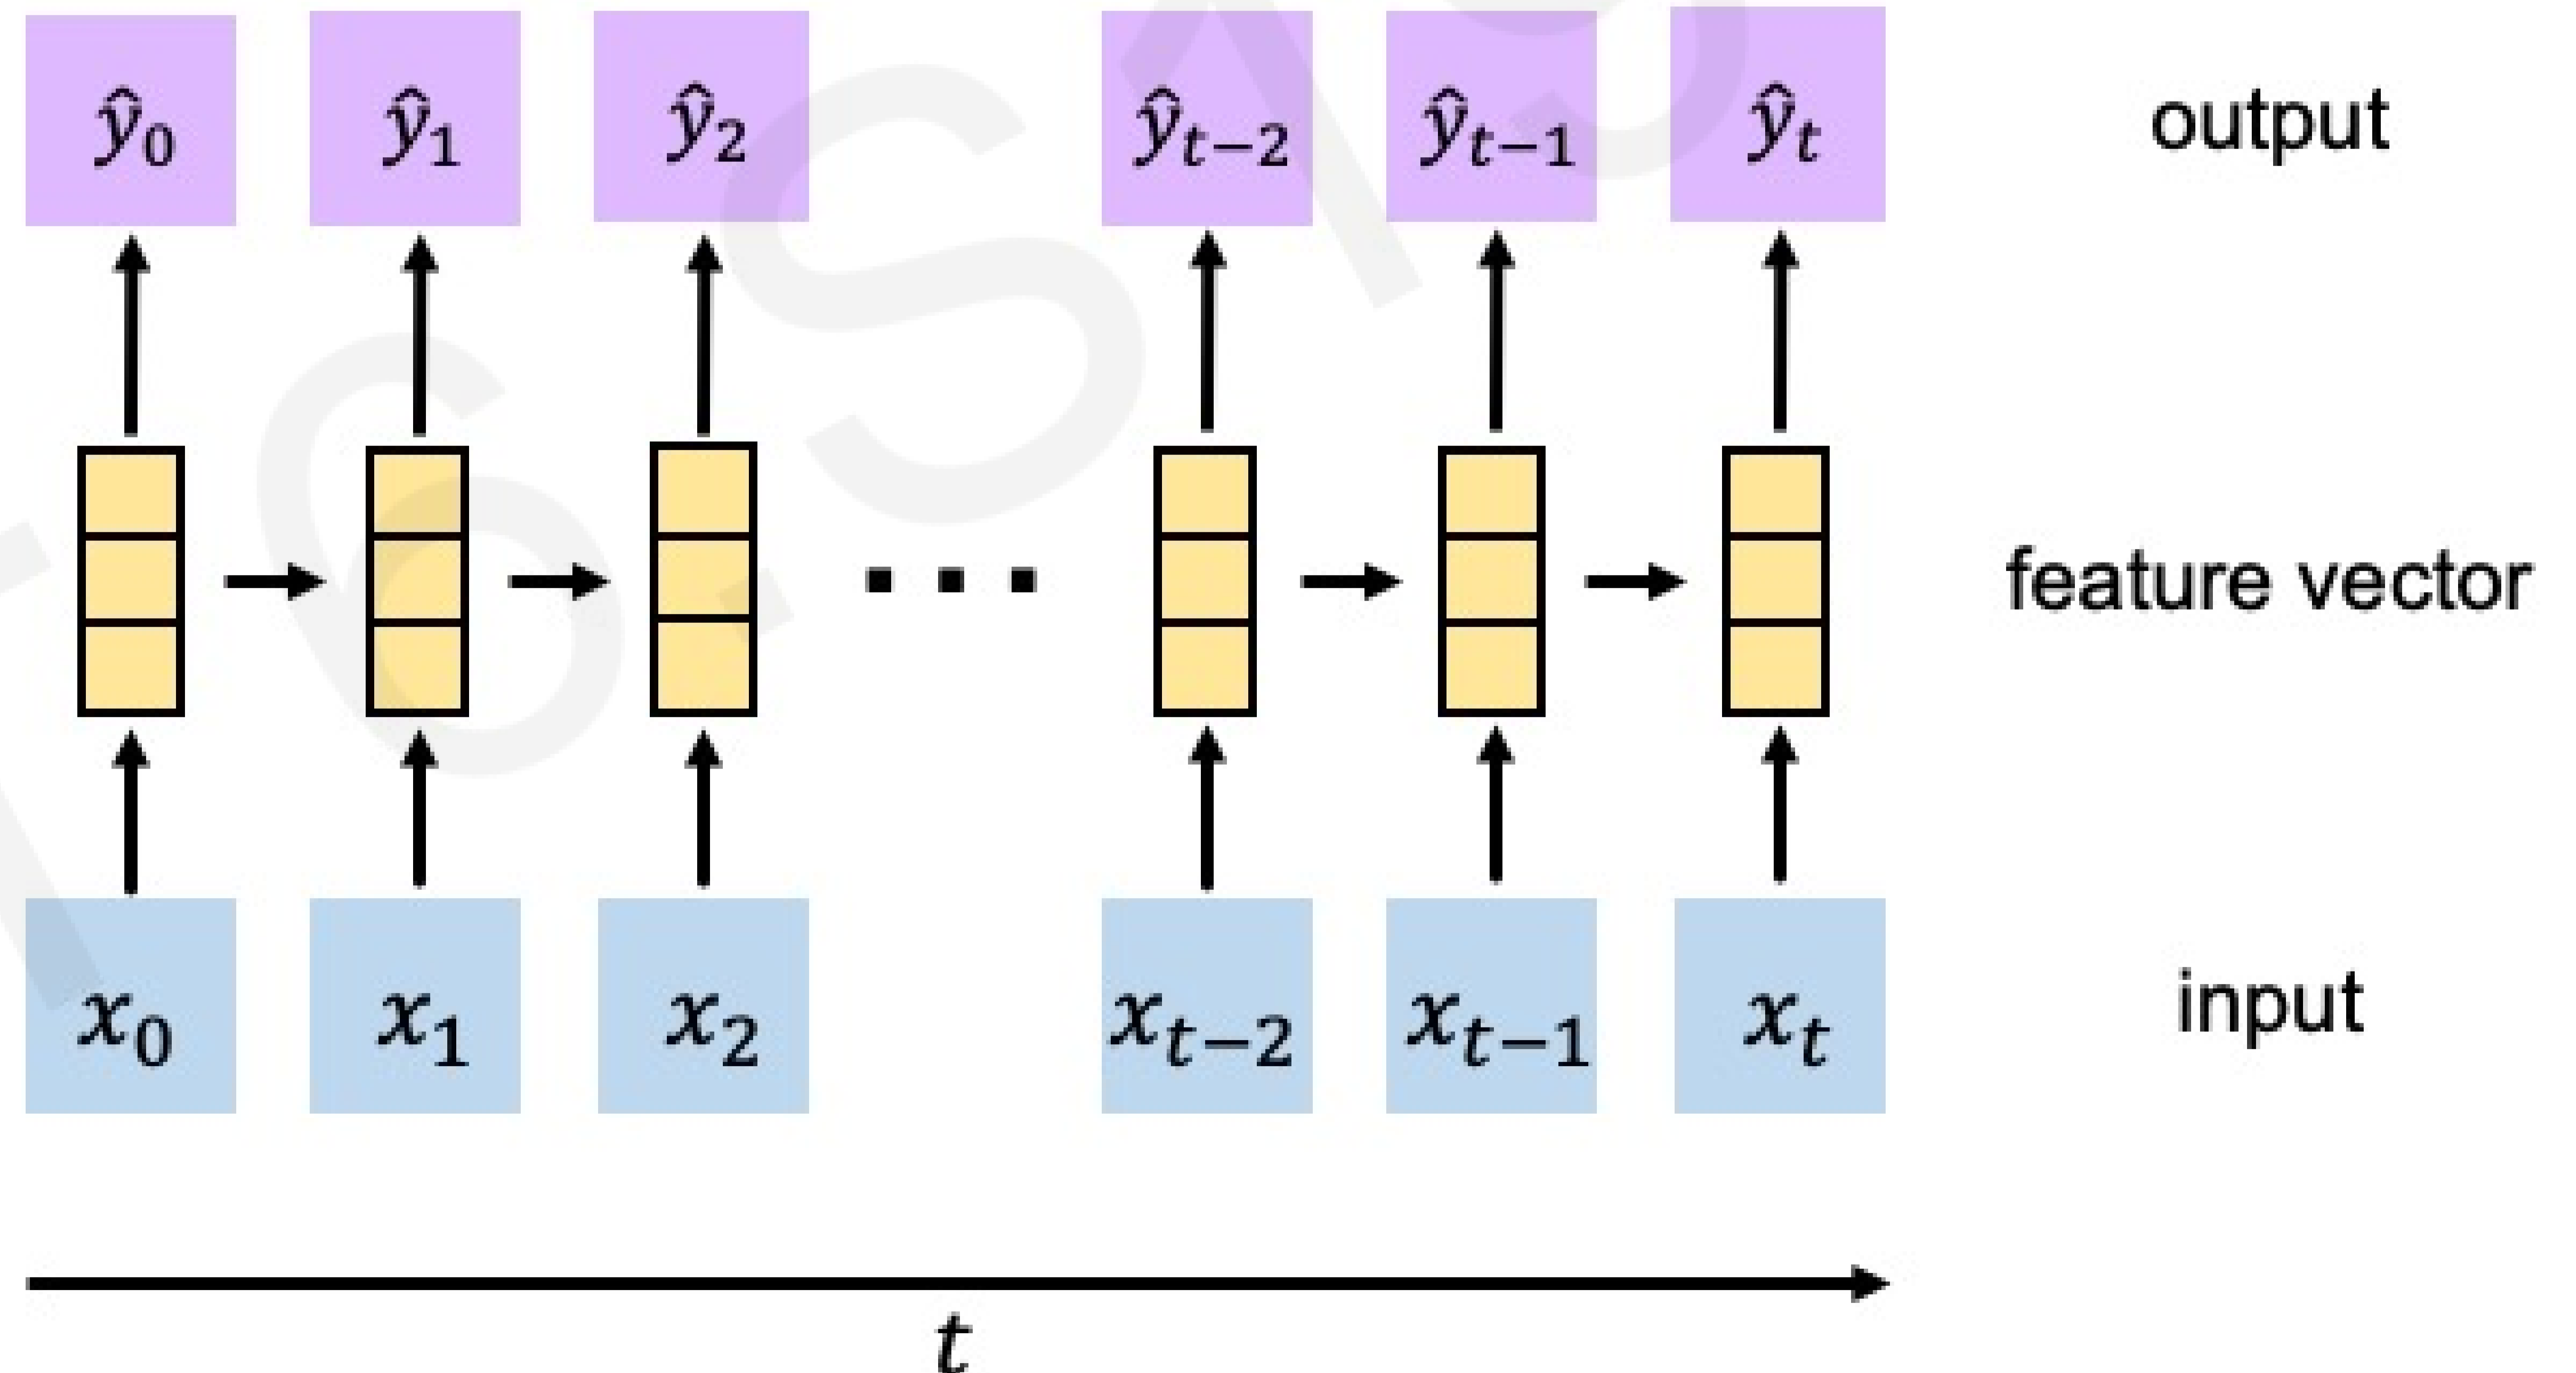 ŷ₀ ŷ₁ ŷ₂ ŷₜ₋₂ ŷₜ₋₁ ŷₜ output
... feature vector
x₀ x₁ x₂ xₜ₋₂ xₜ₋₁ xₜ input
t